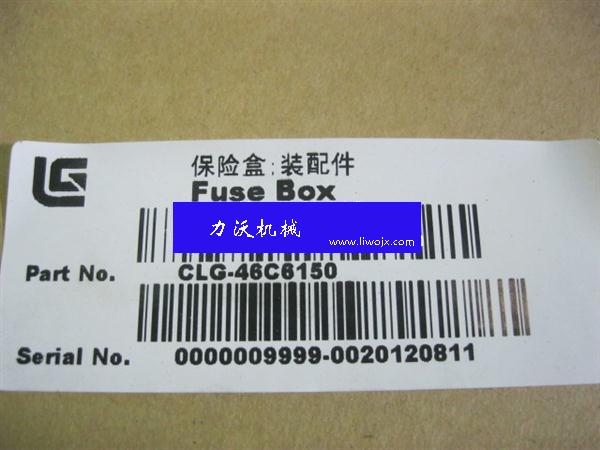 LG
保险盒;装配件
Fuse Box
力沃机械
www.liwojx.com
Part No. CLG-46C6150
Serial No. 0000009999-0020120811